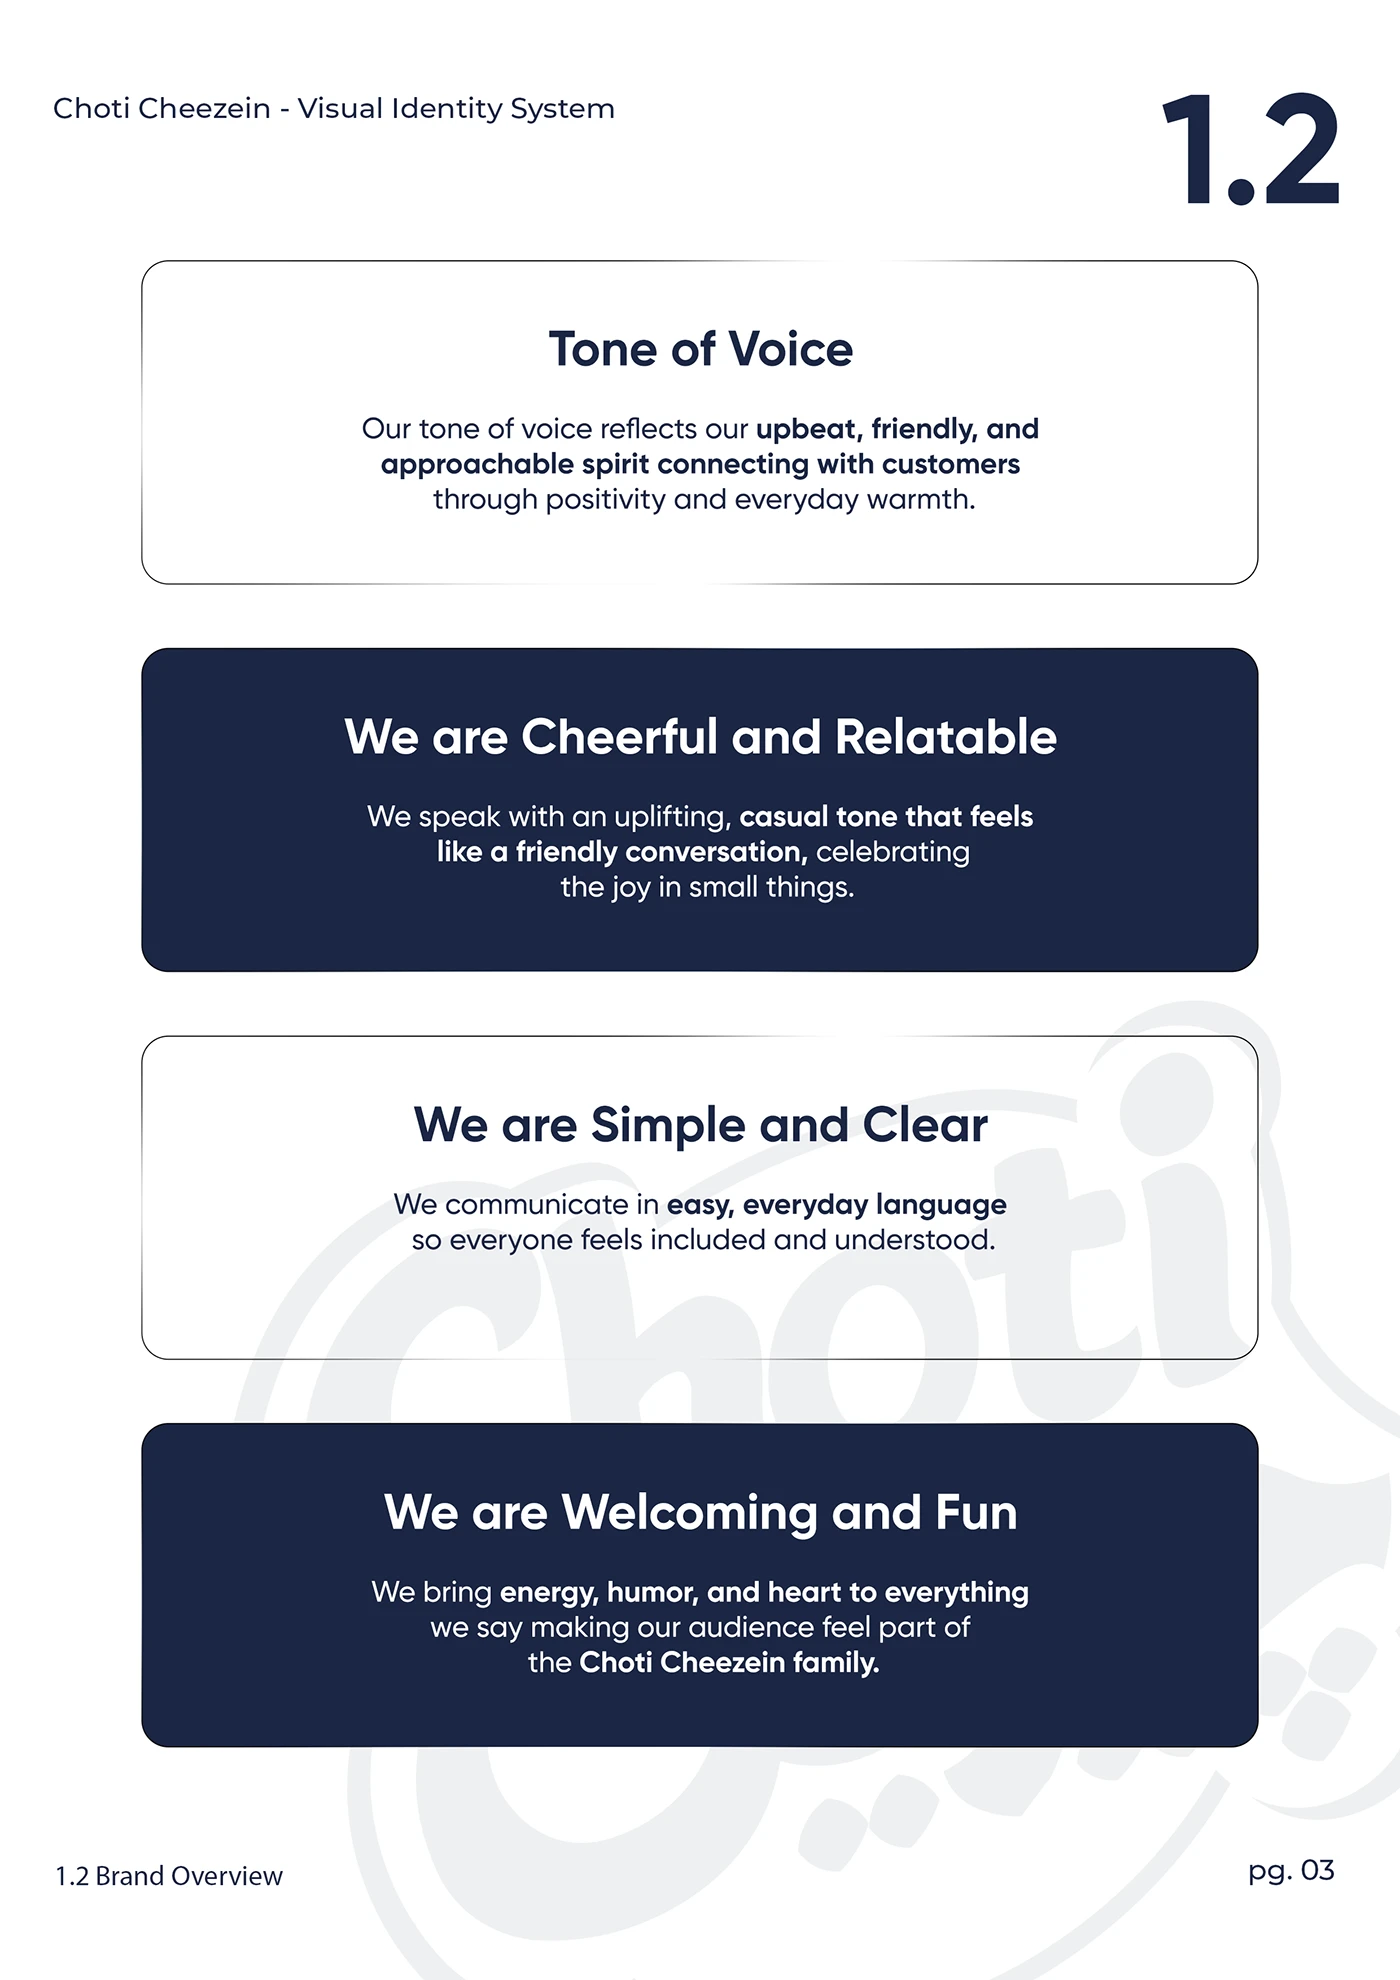 Choti Cheezein - Visual Identity System
1.2
Tone of Voice
Our tone of voice reflects our upbeat, friendly, and
approachable spirit connecting with customers
through positivity and everyday warmth.
We are Cheerful and Relatable
We speak with an uplifting, casual tone that feels
like a friendly conversation, celebrating
the joy in small things.
We are Simple and Clear
We communicate in easy, everyday language
so everyone feels included and understood.
Choti
We are Welcoming and Fun
We bring energy, humor, and heart to everything
we say making our audience feel part of
the Choti Cheezein family.
1.2 Brand Overview
pg. 03